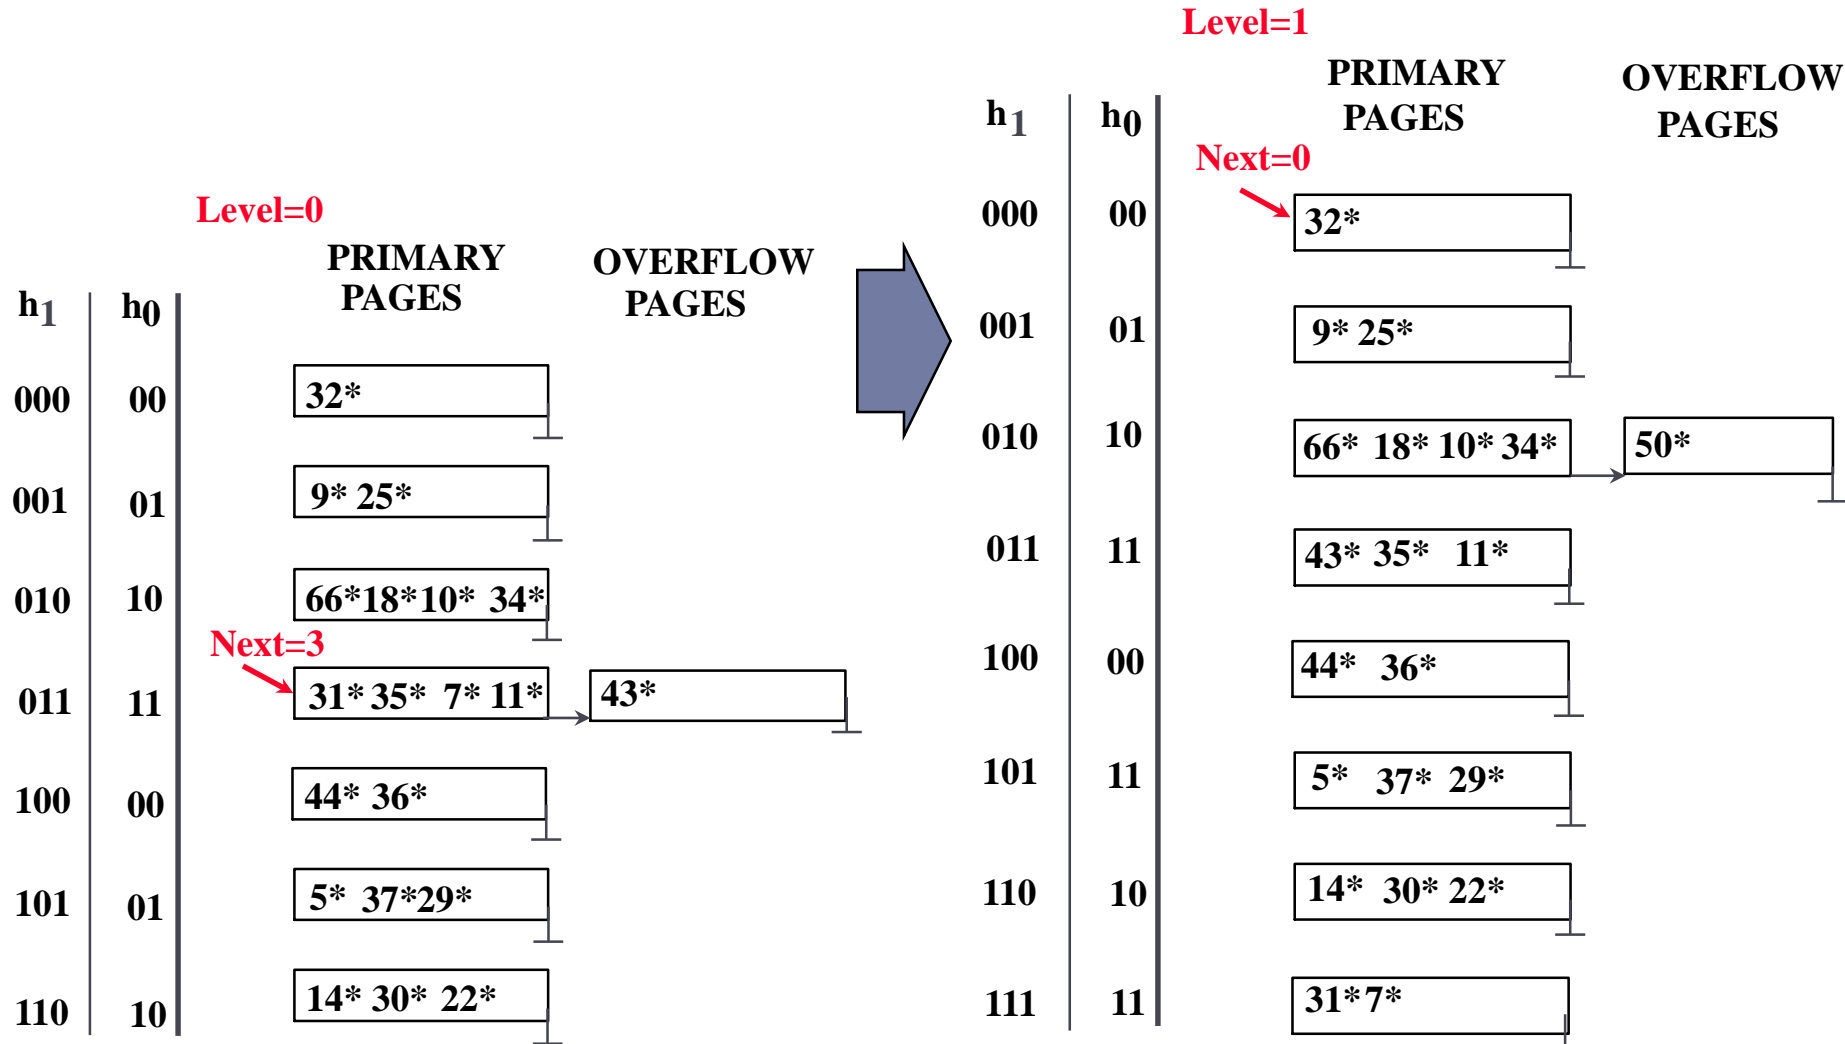 Level=0
PRIMARY PAGES
OVERFLOW PAGES
h1 h0
000 00 32*
001 01 9* 25*
010 10 66* 18* 10* 34*
Next=3
011 11 31* 35* 7* 11* 43*
100 00 44* 36*
101 01 5* 37* 29*
110 10 14* 30* 22*
Level=1
PRIMARY PAGES
OVERFLOW PAGES
h1 h0
Next=0
000 00 32*
001 01 9* 25*
010 10 66* 18* 10* 34* 50*
011 11 43* 35* 11*
100 00 44* 36*
101 11 5* 37* 29*
110 10 14* 30* 22*
111 11 31* 7*